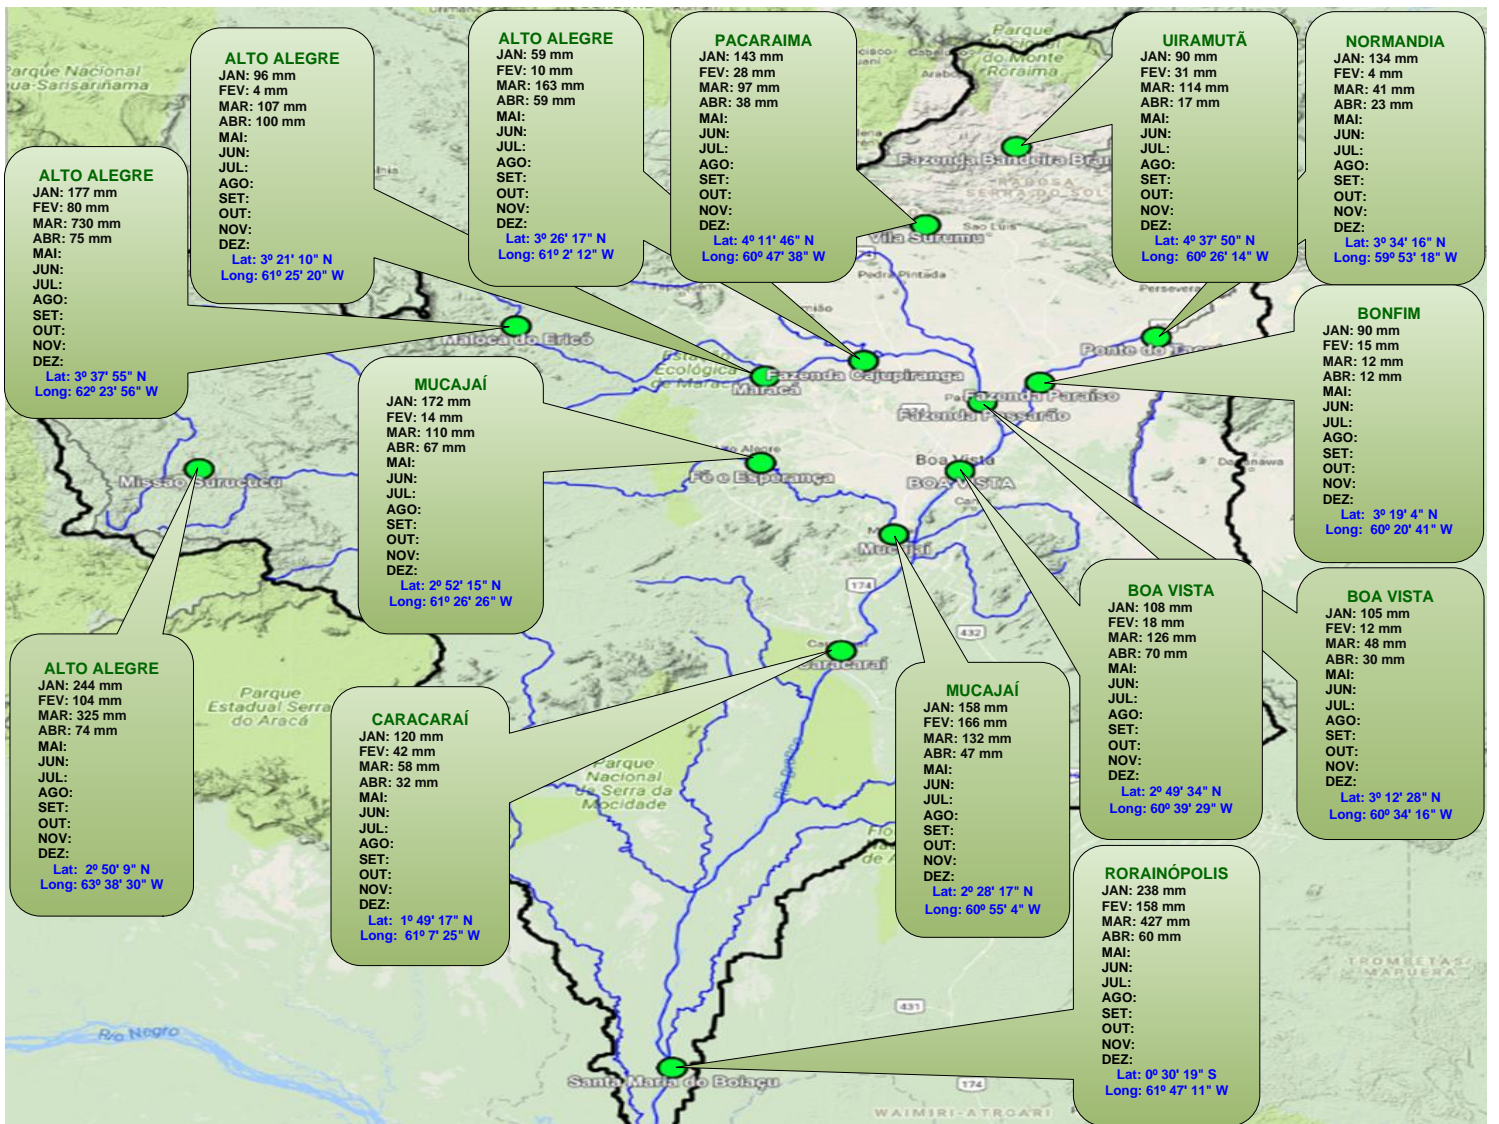 ALTO ALEGRE
JAN: 96 mm
FEV: 4 mm
MAR: 107 mm
ABR: 100 mm
MAI:
JUN:
JUL:
AGO:
SET:
OUT:
NOV:
DEZ:
Lat: 3º 21' 10" N
Long: 61º 25' 20" W
ALTO ALEGRE
JAN: 59 mm
FEV: 10 mm
MAR: 163 mm
ABR: 59 mm
MAI:
JUN:
JUL:
AGO:
SET:
OUT:
NOV:
DEZ:
Lat: 3º 26' 17" N
Long: 61º 2' 12" W
PACARAIMA
JAN: 143 mm
FEV: 28 mm
MAR: 97 mm
ABR: 38 mm
MAI:
JUN:
JUL:
AGO:
SET:
OUT:
NOV:
DEZ:
Lat: 4º 11' 46" N
Long: 60º 47' 38" W
UIRAMUTÃ
JAN: 90 mm
FEV: 31 mm
MAR: 114 mm
ABR: 17 mm
MAI:
JUN:
JUL:
AGO:
SET:
OUT:
NOV:
DEZ:
Lat: 4º 37' 50" N
Long: 60º 26' 14" W
NORMANDIA
JAN: 134 mm
FEV: 4 mm
MAR: 41 mm
ABR: 23 mm
MAI:
JUN:
JUL:
AGO:
SET:
OUT:
NOV:
DEZ:
Lat: 3º 34' 16" N
Long: 59º 53' 18" W
ALTO ALEGRE
JAN: 177 mm
FEV: 80 mm
MAR: 730 mm
ABR: 75 mm
MAI:
JUN:
JUL:
AGO:
SET:
OUT:
NOV:
DEZ:
Lat: 3º 37' 55" N
Long: 62º 23' 56" W
BONFIM
JAN: 90 mm
FEV: 15 mm
MAR: 12 mm
ABR: 12 mm
MAI:
JUN:
JUL:
AGO:
SET:
OUT:
NOV:
DEZ:
Lat: 3º 19' 4" N
Long: 60º 20' 41" W
MUCAJAÍ
JAN: 172 mm
FEV: 14 mm
MAR: 110 mm
ABR: 67 mm
MAI:
JUN:
JUL:
AGO:
SET:
OUT:
NOV:
DEZ:
Lat: 2º 52' 15" N
Long: 61º 26' 26" W
BOA VISTA
JAN: 108 mm
FEV: 18 mm
MAR: 126 mm
ABR: 70 mm
MAI:
JUN:
JUL:
AGO:
SET:
OUT:
NOV:
DEZ:
Lat: 2º 49' 34" N
Long: 60º 39' 29" W
BOA VISTA
JAN: 105 mm
FEV: 12 mm
MAR: 48 mm
ABR: 30 mm
MAI:
JUN:
JUL:
AGO:
SET:
OUT:
NOV:
DEZ:
Lat: 3º 12' 28" N
Long: 60º 34' 16" W
ALTO ALEGRE
JAN: 244 mm
FEV: 104 mm
MAR: 325 mm
ABR: 74 mm
MAI:
JUN:
JUL:
AGO:
SET:
OUT:
NOV:
DEZ:
Lat: 2º 50' 9" N
Long: 63º 38' 30" W
CARACARAÍ
JAN: 120 mm
FEV: 42 mm
MAR: 58 mm
ABR: 32 mm
MAI:
JUN:
JUL:
AGO:
SET:
OUT:
NOV:
DEZ:
Lat: 1º 49' 17" N
Long: 61º 7' 25" W
MUCAJAÍ
JAN: 158 mm
FEV: 166 mm
MAR: 132 mm
ABR: 47 mm
MAI:
JUN:
JUL:
AGO:
SET:
OUT:
NOV:
DEZ:
Lat: 2º 28' 17" N
Long: 60º 55' 4" W
RORAINÓPOLIS
JAN: 238 mm
FEV: 158 mm
MAR: 427 mm
ABR: 60 mm
MAI:
JUN:
JUL:
AGO:
SET:
OUT:
NOV:
DEZ:
Lat: 0º 30' 19" S
Long: 61º 47' 11" W
Parque Nacional
Parque
do Monte
Roraima
Fazenda Bandeira Bran
RAPOSA
SERRA DO SOL
Vila Surumu
Sao Luis
Pedra Pintada
Maloca do Ericó
Ponte do
Ecológica
de Maracá
Maracá
Fazenda Cajupiranga
Fazenda Paraíso
Fazenda Passarão
Missão Surucucu
Alegre
Fé e Esperança
Boa Vista
BOA VISTA
Mucajaí
174
432
Caracaraí
Parque
Estadual Serra
do Aracá
Parque
Nacional
da Serra da
Mocidade
Rio Branco
Rio Negro
431
174
Santa Maria do Boiaçu
TROMBETAS/
MAPUERA
WAIMIRI-ATROARI